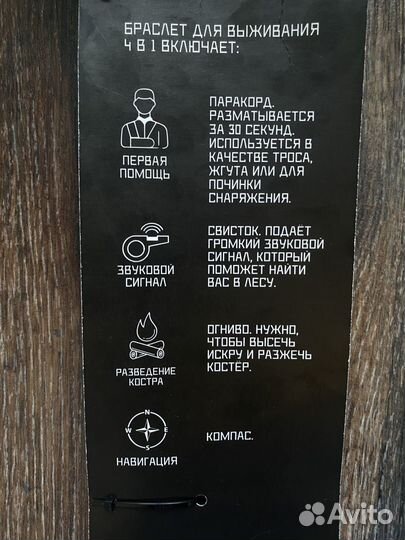 БРАСЛЕТ ДЛЯ ВЫЖИВАНИЯ
4 В 1 ВКЛЮЧАЕТ:
ПЕРВАЯ
ПОМОЩЬ
ПАРАКОРД.
РАЗМАТЫВАЕТСЯ
ЗА 30 СЕКУНД.
ИСПОЛЬЗУЕТСЯ В
КАЧЕСТВЕ ТРОСА,
ЖГУТА ИЛИ ДЛЯ
ПОЧИНКИ
СНАРЯЖЕНИЯ.
ЗВУКОВОЙ
СИГНАЛ
СВИСТОК. ПОДАЁТ
ГРОМКИЙ ЗВУКОВОЙ
СИГНАЛ, КОТОРЫЙ
ПОМОЖЕТ НАЙТИ
ВАС В ЛЕСУ.
РАЗВЕДЕНИЕ
КОСТРА
ОГНИВО. НУЖНО,
ЧТОБЫ ВЫСЕЧЬ
ИСКРУ И РАЗЖЕЧЬ
КОСТЁР.
N
W E
S
НАВИГАЦИЯ
КОМПАС.
Avito